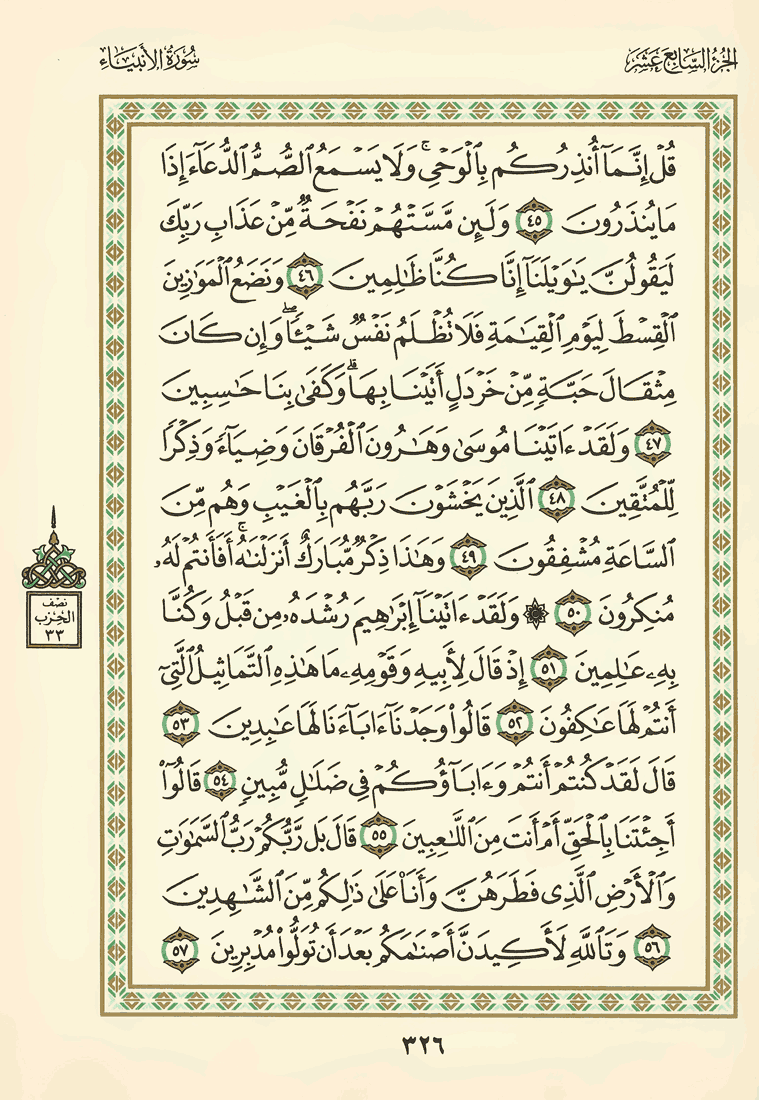 الجزء السابع عشر
سورة الأنبياء
قُلْ إِنَّمَآ أُنذِرُكُم بِٱلْوَحْىِ ۚ وَلَا يَسْمَعُ ٱلصُّمُّ ٱلدُّعَآءَ إِذَا
مَا يُنذَرُونَ ٤٥ وَلَئِن مَّسَّتْهُمْ نَفْحَةٌ مِّنْ عَذَابِ رَبِّكَ
لَيَقُولُنَّ يَٰوَيْلَنَآ إِنَّا كُنَّا ظَٰلِمِينَ ٤٦ وَنَضَعُ ٱلْمَوَٰزِينَ
ٱلْقِسْطَ لِيَوْمِ ٱلْقِيَٰمَةِ فَلَا تُظْلَمُ نَفْسٌ شَيْـًٔا ۖ وَإِن كَانَ
مِثْقَالَ حَبَّةٍ مِّنْ خَرْدَلٍ أَتَيْنَا بِهَا ۗ وَكَفَىٰ بِنَا حَٰسِبِينَ
٤٧ وَلَقَدْ ءَاتَيْنَا مُوسَىٰ وَهَٰرُونَ ٱلْفُرْقَانَ وَضِيَآءً وَذِكْرًا
لِّلْمُتَّقِينَ ٤٨ ٱلَّذِينَ يَخْشَوْنَ رَبَّهُم بِٱلْغَيْبِ وَهُم مِّنَ
ٱلسَّاعَةِ مُشْفِقُونَ ٤٩ وَهَٰذَا ذِكْرٌ مُّبَارَكٌ أَنزَلْنَٰهُ ۚ أَفَأَنتُمْ لَهُۥ
مُنكِرُونَ ٥٠ ۞ وَلَقَدْ ءَاتَيْنَآ إِبْرَٰهِيمَ رُشْدَهُۥ مِن قَبْلُ وَكُنَّا
بِهِۦ عَٰلِمِينَ ٥١ إِذْ قَالَ لِأَبِيهِ وَقَوْمِهِۦ مَا هَٰذِهِ ٱلتَّمَاثِيلُ ٱلَّتِىٓ
أَنتُمْ لَهَا عَٰكِفُونَ ٥٢ قَالُوا۟ وَجَدْنَآ ءَابَآءَنَا لَهَا عَٰبِدِينَ ٥٣
قَالَ لَقَدْ كُنتُمْ أَنتُمْ وَءَابَآؤُكُمْ فِى ضَلَٰلٍ مُّبِينٍ ٥٤ قَالُوٓا۟
أَجِئْتَنَا بِٱلْحَقِّ أَمْ أَنتَ مِنَ ٱللَّٰعِبِينَ ٥٥ قَالَ بَل رَّبُّكُمْ رَبُّ ٱلسَّمَٰوَٰتِ
وَٱلْأَرْضِ ٱلَّذِى فَطَرَهُنَّ وَأَنَا۠ عَلَىٰ ذَٰلِكُم مِّنَ ٱلشَّٰهِدِينَ
٥٦ وَتَٱللَّهِ لَأَكِيدَنَّ أَصْنَٰمَكُم بَعْدَ أَن تُوَلُّوا۟ مُدْبِرِينَ ٥٧
نصف
الحزب
٣٣
٣٢٦